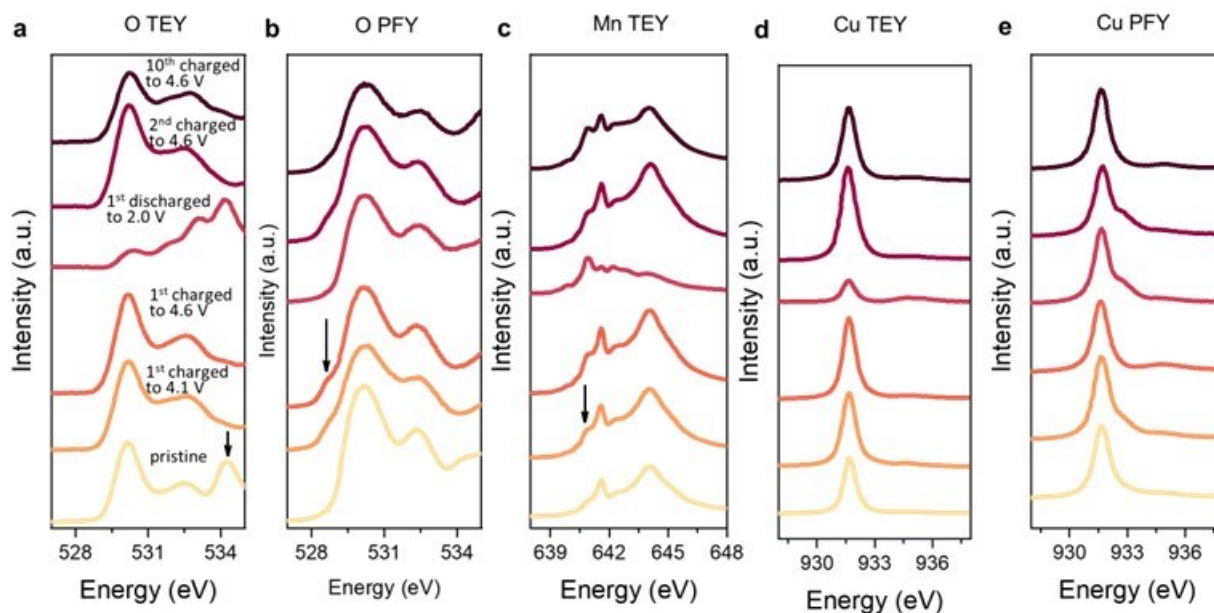 a O TEY
b O PFY
c Mn TEY
d Cu TEY
e Cu PFY
10th charged
to 4.6 V
2nd charged
to 4.6 V
1st discharged
to 2.0 V
1st charged
to 4.6 V
1st charged
to 4.1 V
pristine
Intensity (a.u.)
Intensity (a.u.)
Intensity (a.u.)
Intensity (a.u.)
Intensity (a.u.)
528 531 534
528 531 534
639 642 645 648
930 933 936
930 933 936
Energy (eV)
Energy (eV)
Energy (eV)
Energy (eV)
Energy (eV)